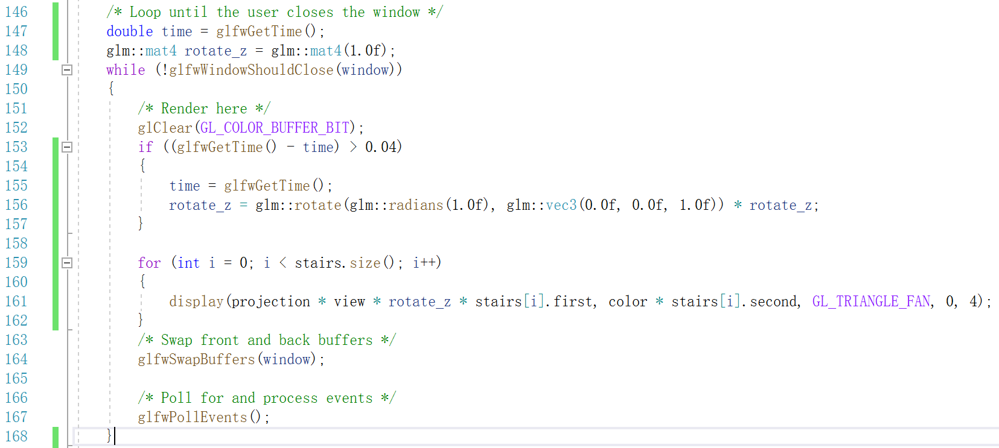 146 /* Loop until the user closes the window */
147 double time = glfwGetTime();
148 glm::mat4 rotate_z = glm::mat4(1.0f);
149 while (!glfwWindowShouldClose(window))
150 {
151 /* Render here */
152 glClear(GL_COLOR_BUFFER_BIT);
153 if ((glfwGetTime() - time) > 0.04)
154 {
155 time = glfwGetTime();
156 rotate_z = glm::rotate(glm::radians(1.0f), glm::vec3(0.0f, 0.0f, 1.0f)) * rotate_z;
157 }
158
159 for (int i = 0; i < stairs.size(); i++)
160 {
161 display(projection * view * rotate_z * stairs[i].first, color * stairs[i].second, GL_TRIANGLE_FAN, 0, 4);
162 }
163 /* Swap front and back buffers */
164 glfwSwapBuffers(window);
165
166 /* Poll for and process events */
167 glfwPollEvents();
168 }